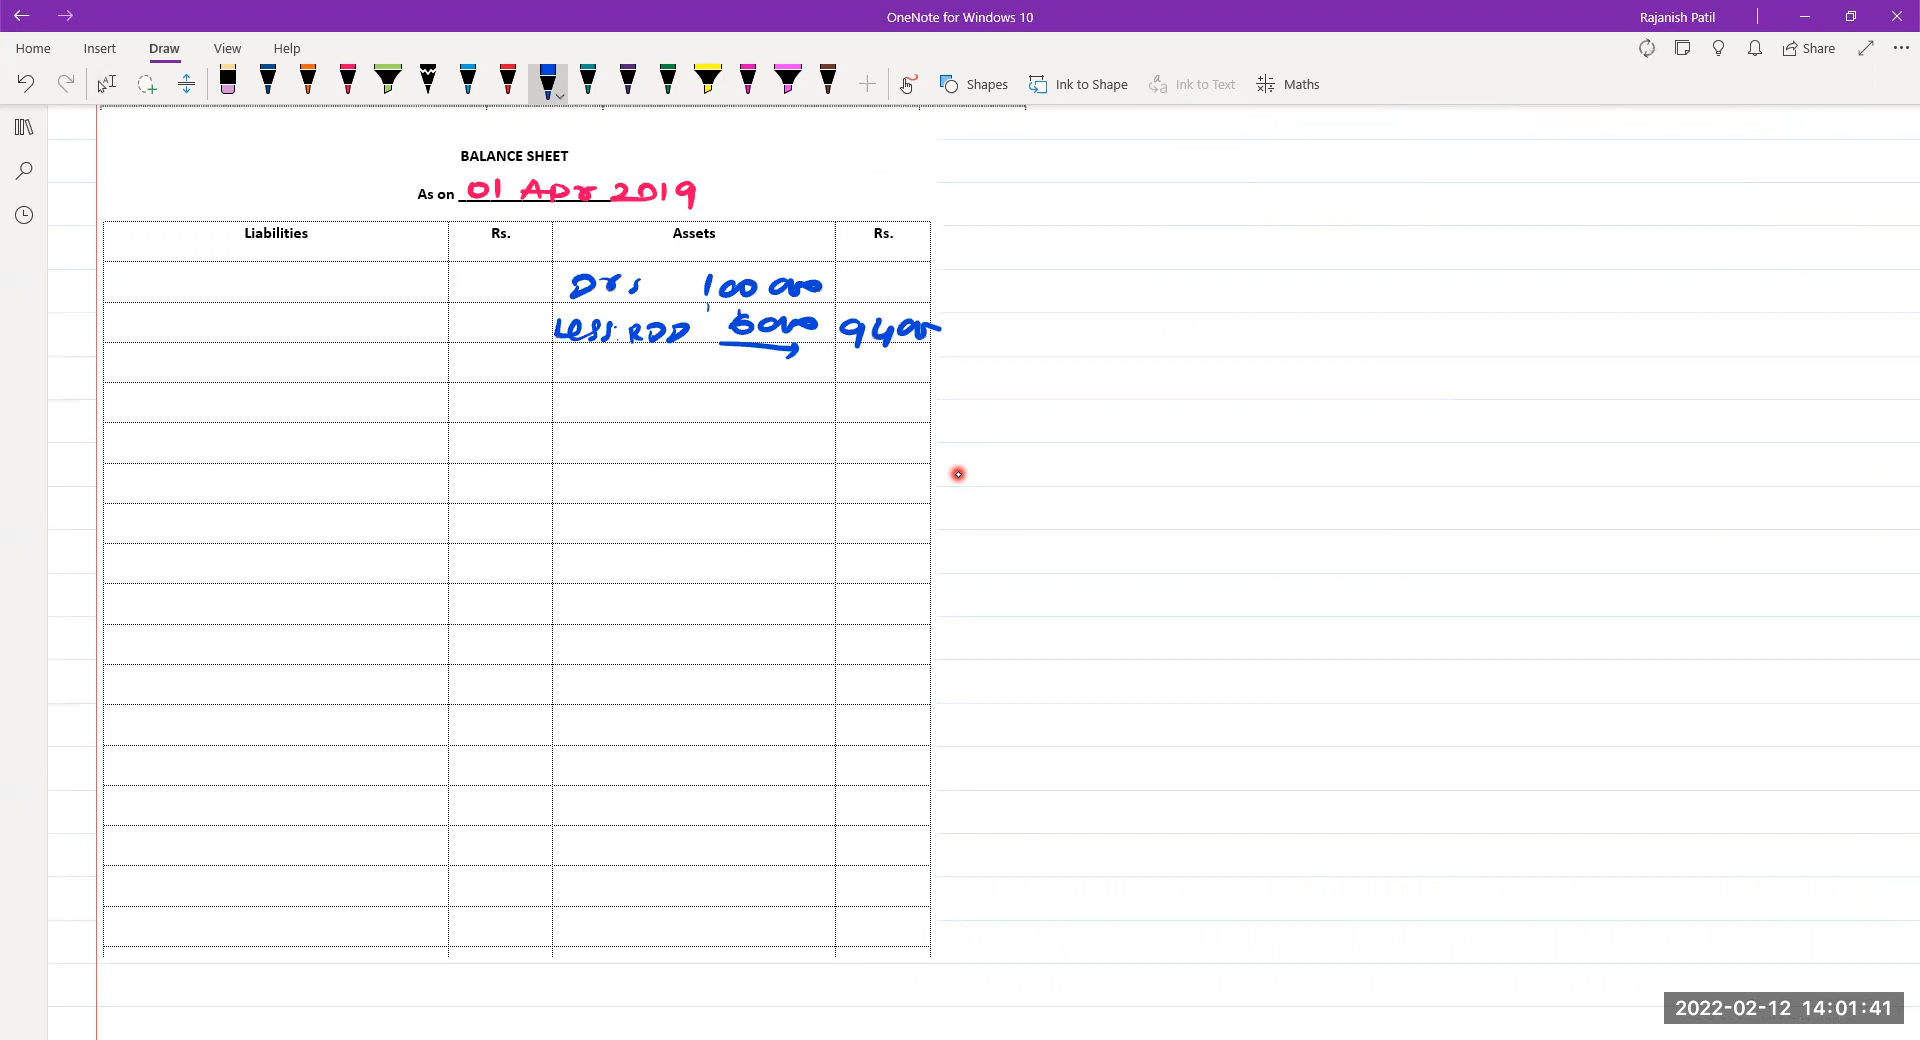 OneNote for Windows 10
Rajanish Patil
Home Insert Draw View Help
Share
Shapes Ink to Shape Ink to Text Maths
BALANCE SHEET
As on 01 Apr 2019
Liabilities Rs. Assets Rs.
Drs 100000
Less: RDD 6000 94000
2022-02-12 14:01:41